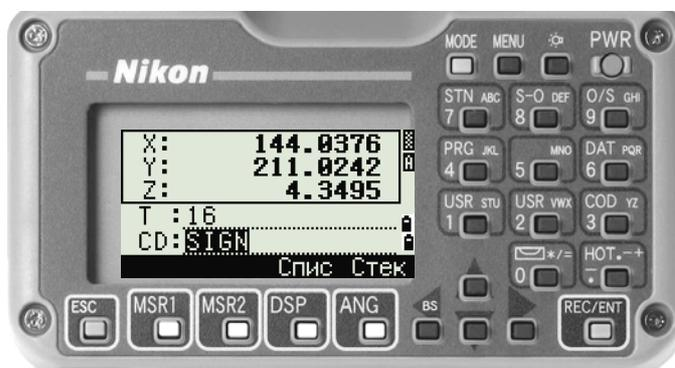 MODE MENU PWR
Nikon
STN ABC S-O DEF O/S GHI
7 8 9
X: 144.0376
Y: 211.0242
Z: 4.3495
T :16
CD:SIGN
Спис Стек
PRG JKL MNO DAT PQR
4 5 6
USR STU USR VWX COD YZ
1 2 3
*/= HOT.-+
0 .-
ESC MSR1 MSR2 DSP ANG BS REC/ENT